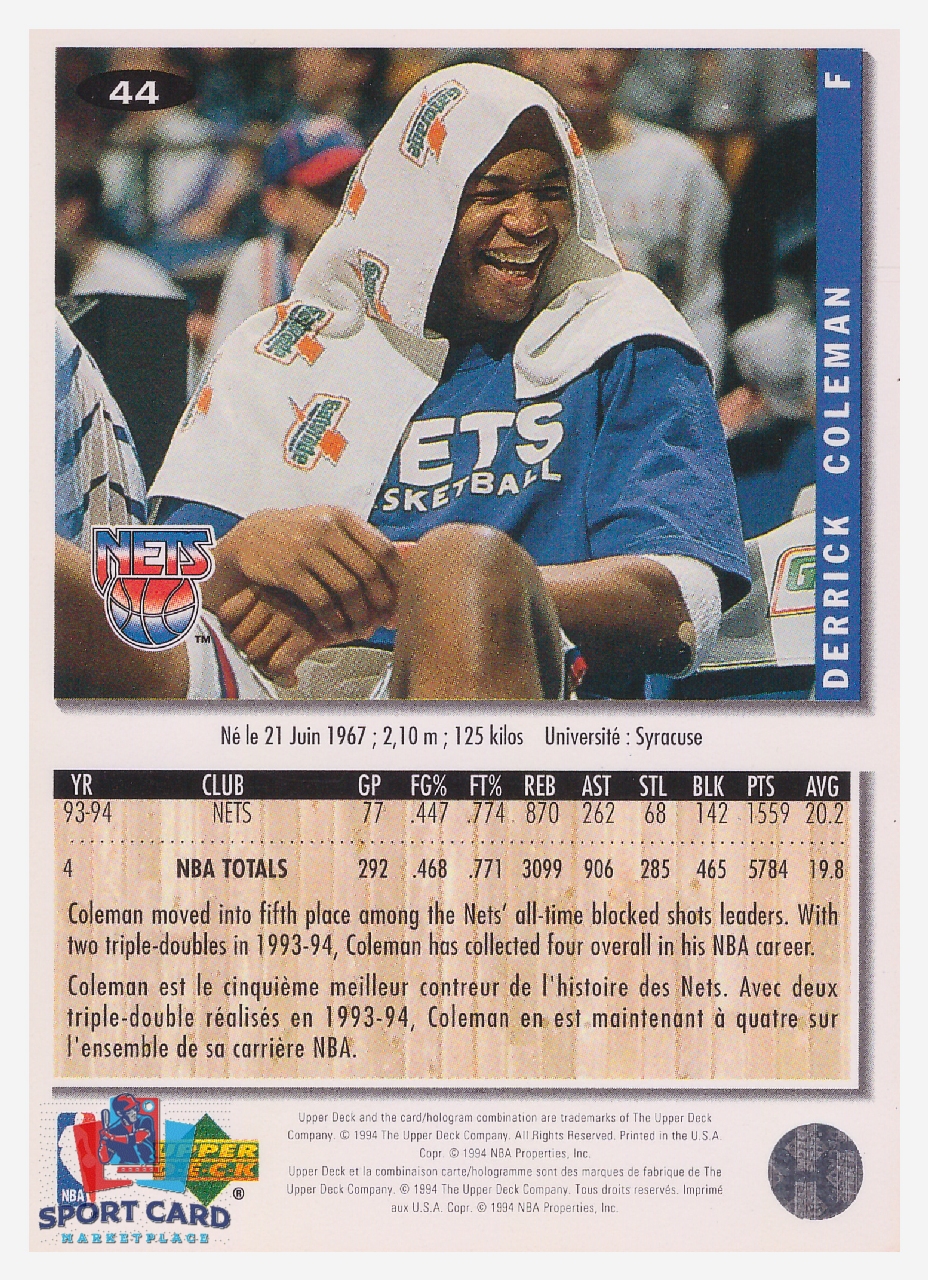 44
F
DERRICK COLEMAN
Gatorade
Gatorade
Gatorade
ETS
SKETBALL
G
NETS
TM
Né le 21 Juin 1967 ; 2,10 m ; 125 kilos Université : Syracuse
YR CLUB GP FG% FT% REB AST STL BLK PTS AVG
93-94 NETS 77 .447 .774 870 262 68 142 1559 20.2
4 NBA TOTALS 292 .468 .771 3099 906 285 465 5784 19.8
Coleman moved into fifth place among the Nets' all-time blocked shots leaders. With
two triple-doubles in 1993-94, Coleman has collected four overall in his NBA career.
Coleman est le cinquième meilleur contreur de l'histoire des Nets. Avec deux
triple-double réalisés en 1993-94, Coleman en est maintenant à quatre sur
l'ensemble de sa carrière NBA.
Upper Deck and the card/hologram combination are trademarks of The Upper Deck
Company. © 1994 The Upper Deck Company. All Rights Reserved. Printed in the U.S.A.
Copr. © 1994 NBA Properties, Inc.
Upper Deck et la combinaison carte/hologramme sont des marques de fabrique de The
Upper Deck Company. © 1994 The Upper Deck Company. Tous droits reservés. Imprimé
aux U.S.A. Copr. © 1994 NBA Properties, Inc.
NBA
UPPER
DECK
®
SPORT CARD
MARKETPLACE